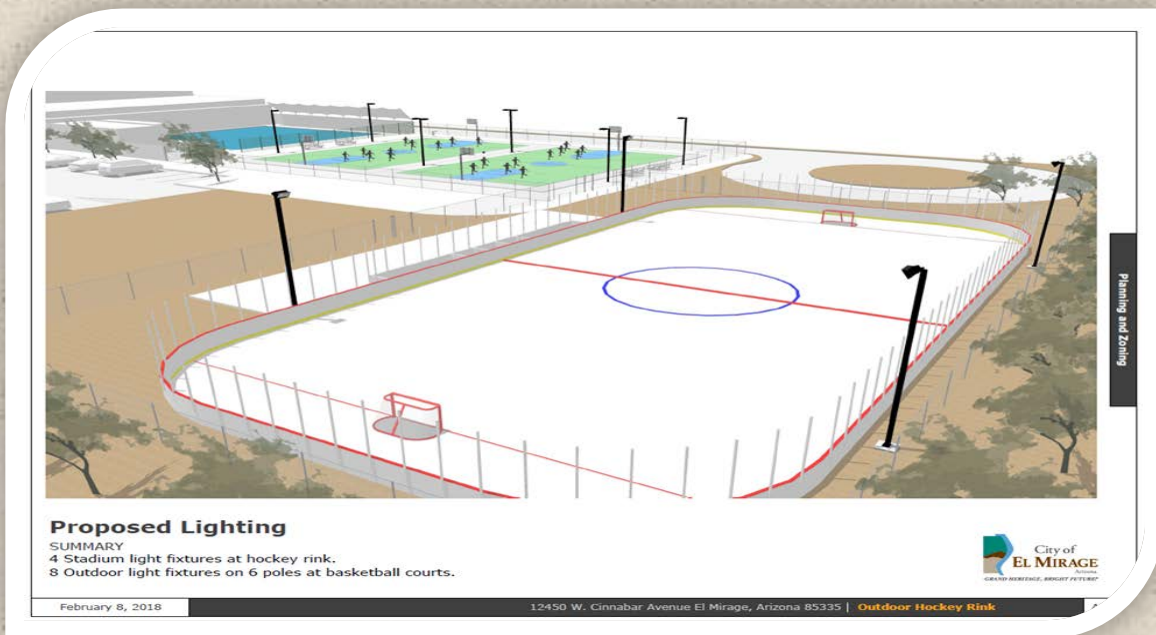 Planning and Zoning
Proposed Lighting
SUMMARY
4 Stadium light fixtures at hockey rink.
8 Outdoor light fixtures on 6 poles at basketball courts.
City of
EL MIRAGE
Arizona
GRAND HERITAGE, BRIGHT FUTURE
February 8, 2018
12450 W. Cinnabar Avenue El Mirage, Arizona 85335 | Outdoor Hockey Rink